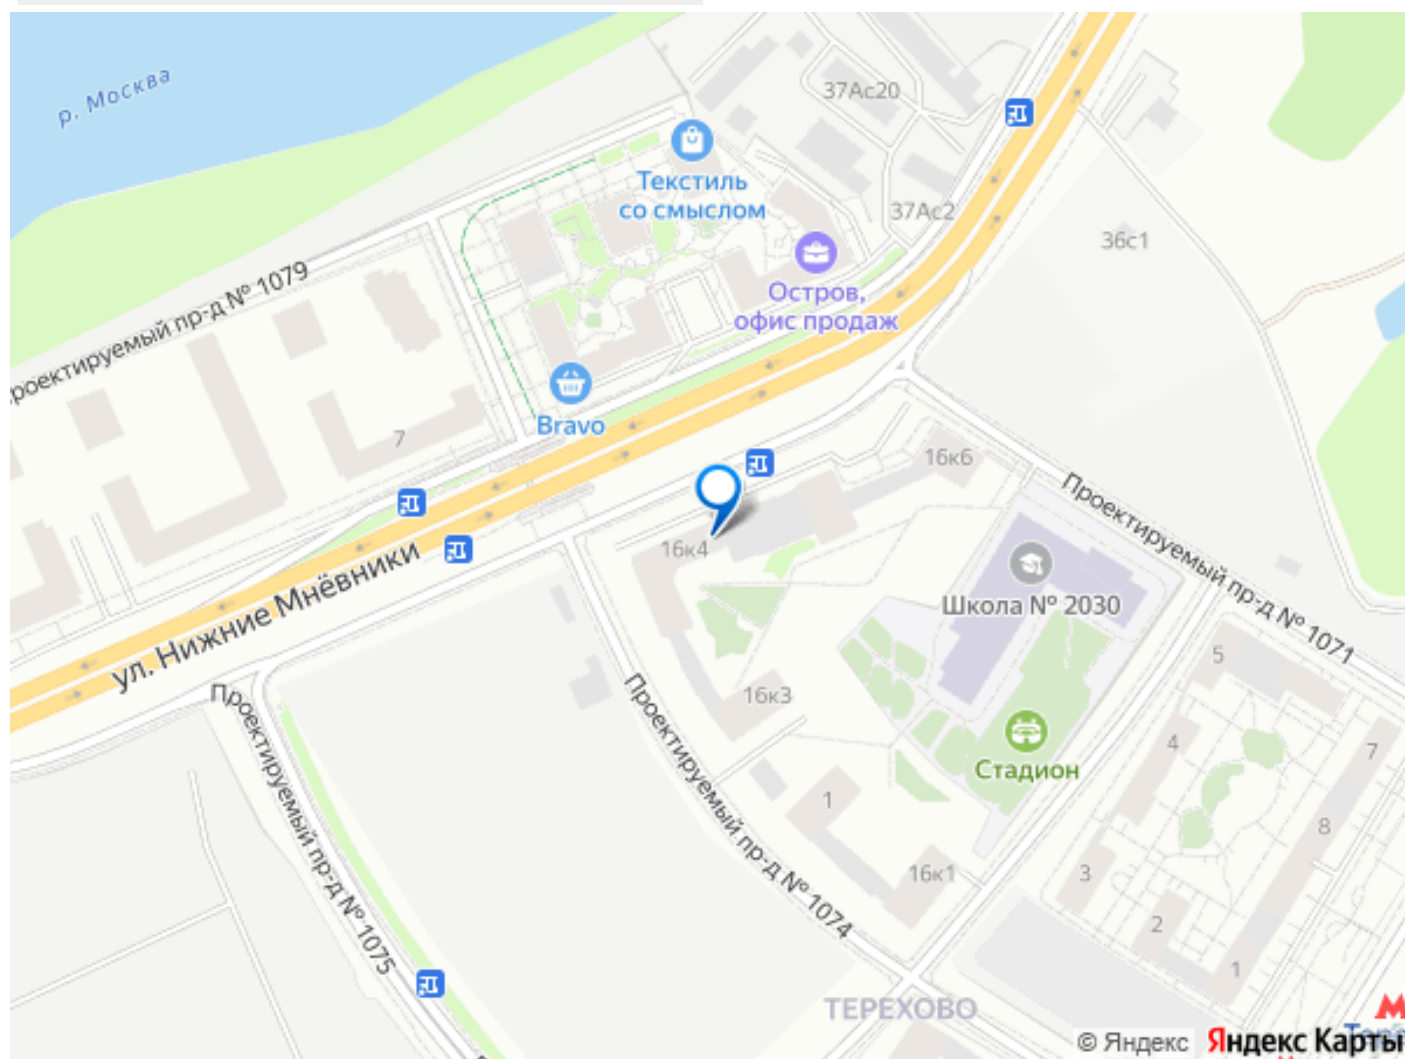 р. Москва
37Ас20
Текстиль
со смыслом
37Ас2
36с1
Остров,
офис продаж
Проектируемый пр-д № 1079
Bravo
7
16к6
Проектируемый пр-д № 1071
16к4
Школа № 2030
ул. Нижние Мнёвники
5
16к3
Проектируемый пр-д № 1075
Проектируемый пр-д № 1074
Стадион
4
7
1
8
16к1
3
2
1
ТЕРЕХОВО
© Яндекс
Яндекс Карты